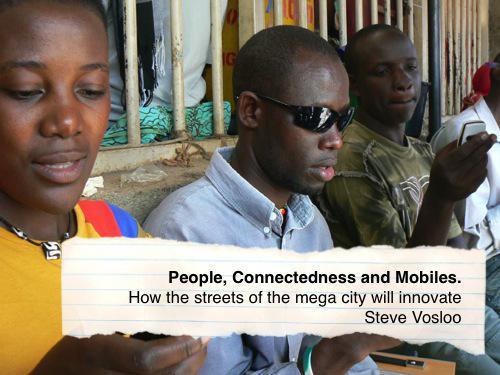 People, Connectedness and Mobiles.
How the streets of the mega city will innovate
Steve Vosloo